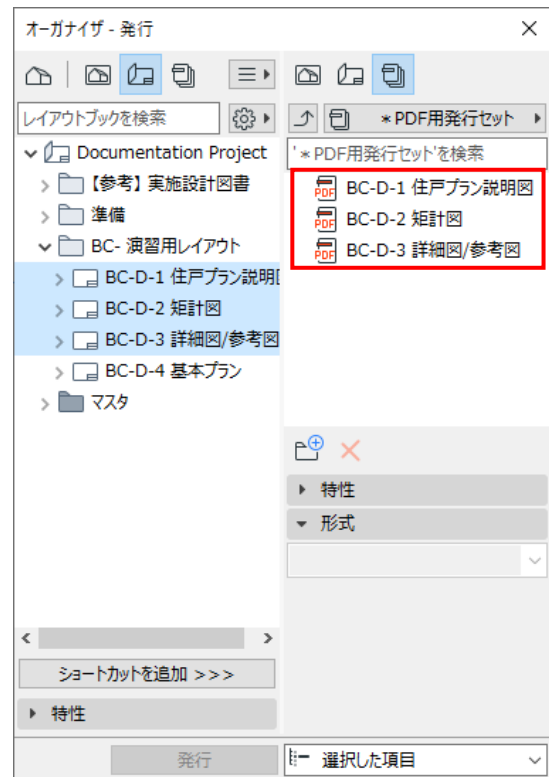 オーガナイザ - 発行
レイアウトブックを検索
* PDF用発行セット
Documentation Project
'* PDF用発行セット'を検索
【参考】実施設計図書
準備
BC- 演習用レイアウト
BC-D-1 住戸プラン説明
BC-D-2 矩計図
BC-D-3 詳細図/参考図
BC-D-4 基本プラン
マスタ
PDF BC-D-1 住戸プラン説明図
PDF BC-D-2 矩計図
PDF BC-D-3 詳細図/参考図
特性
形式
ショートカットを追加 >>>
特性
発行
選択した項目